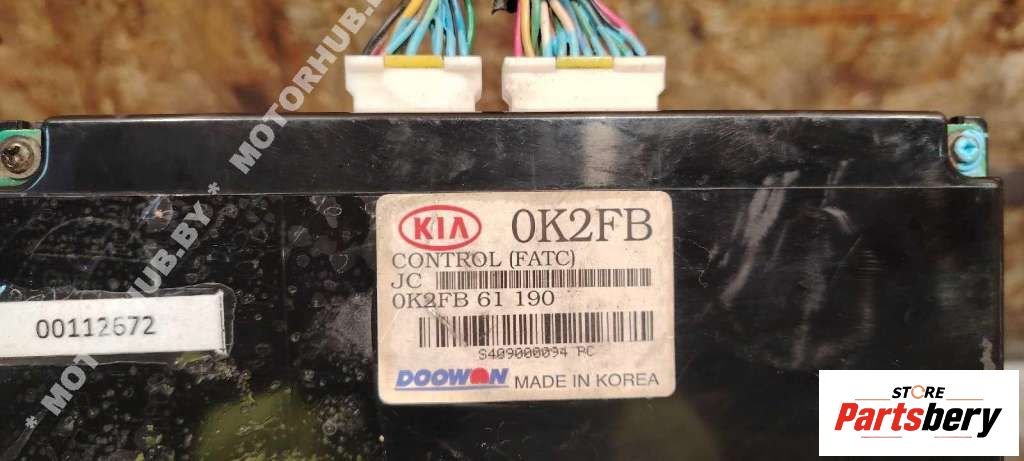 * MOTORHUB.BY * MOTORHUB.BY
KIA 0K2FB
CONTROL (FATC)
JC
0K2FB 61 190
S409000094 PC
DOOWON MADE IN KOREA
00112672
STORE
Partsbery